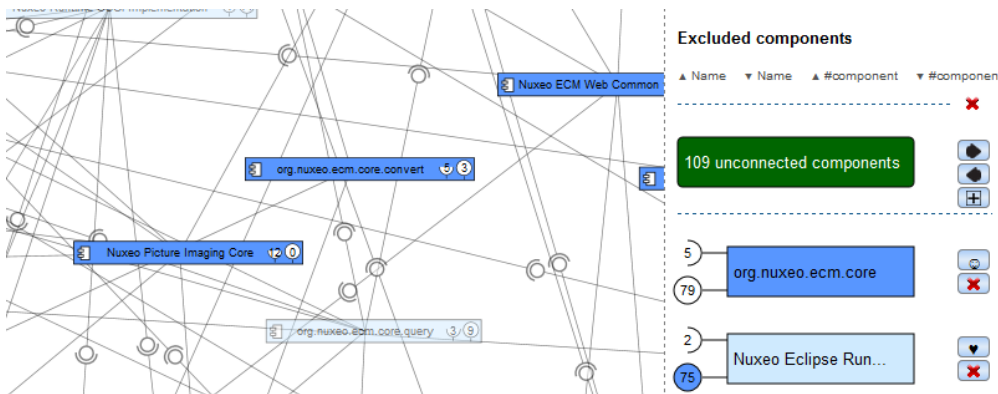 Nuxeo ECM Web Common
org.nuxeo.ecm.core.convert 5 3
Nuxeo Picture Imaging Core 12 0
org.nuxeo.ecm.core.query 3 9
Excluded components
▲ Name ▼ Name ▲ #component ▼ #componen
109 unconnected components
5
org.nuxeo.ecm.core
79
2
Nuxeo Eclipse Run...
75